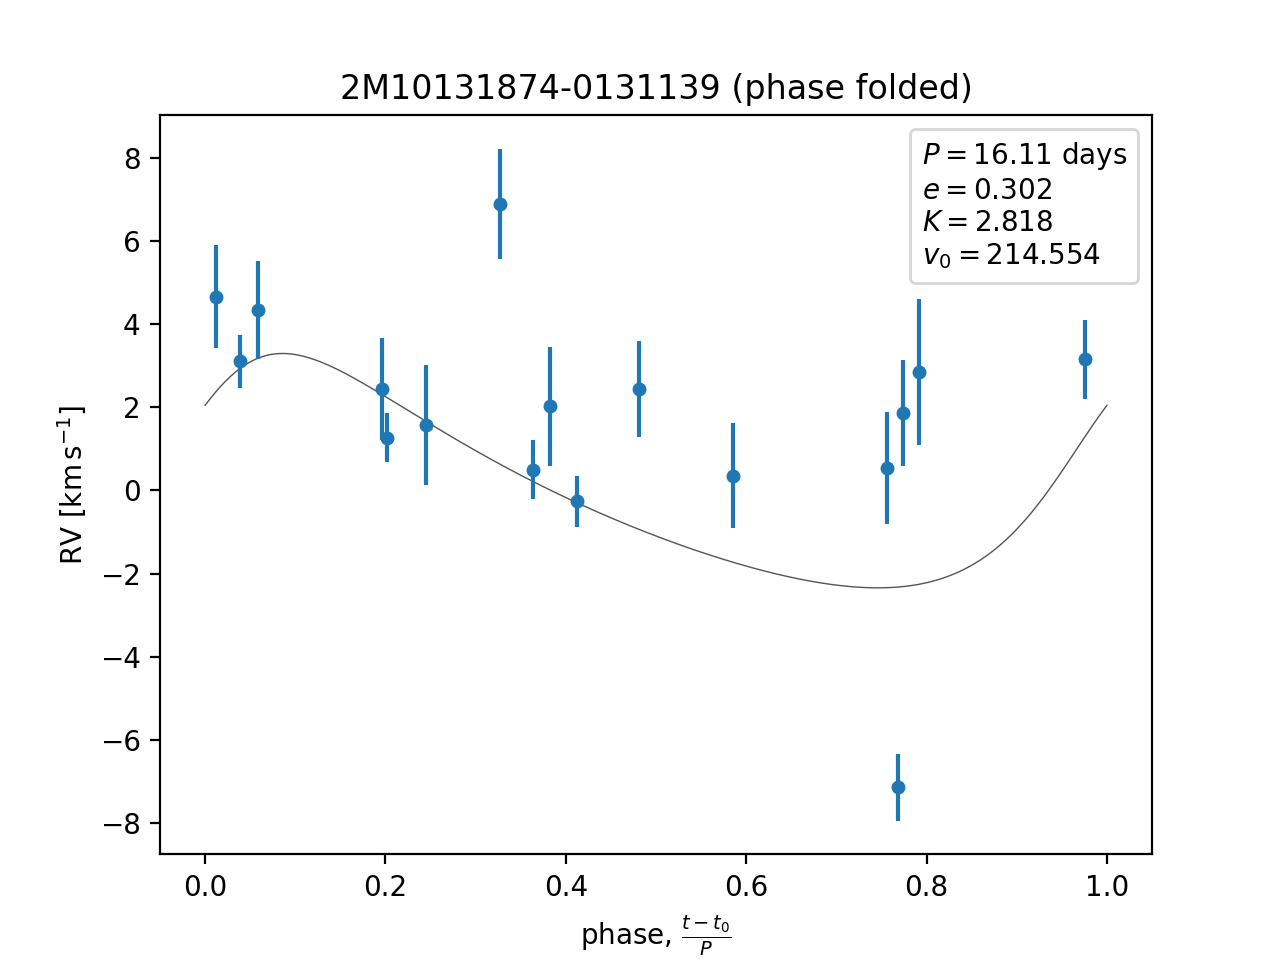 2M10131874-0131139 (phase folded)
P = 16.11 days
e = 0.302
K = 2.818
v₀ = 214.554
RV [km s⁻¹]
8
6
4
2
0
−2
−4
−6
−8
0.0 0.2 0.4 0.6 0.8 1.0
phase, (t − t₀)/P